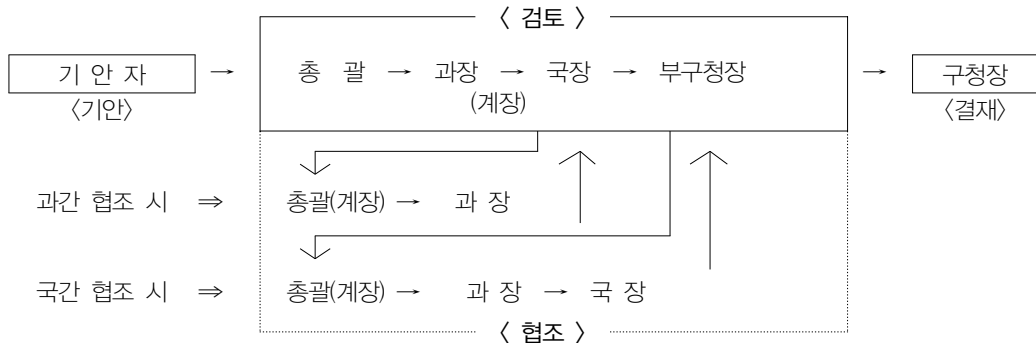 〈 검토 〉
기 안 자 → 총 괄 → 과장 → 국장 → 부구청장 → 구청장
〈기안〉 (계장) 〈결재〉
과간 협조 시 ⇒ 총괄(계장) → 과 장
국간 협조 시 ⇒ 총괄(계장) → 과 장 → 국 장
〈 협조 〉